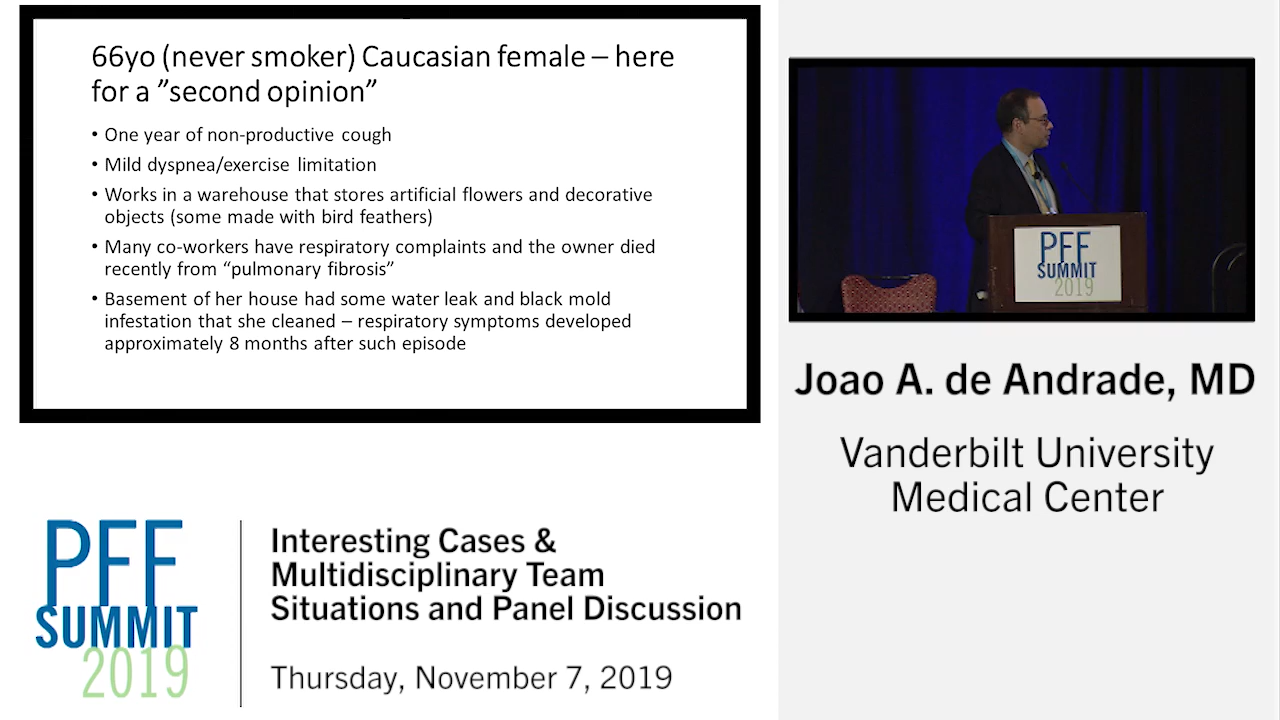 66yo (never smoker) Caucasian female – here
for a ”second opinion”
• One year of non-productive cough
• Mild dyspnea/exercise limitation
• Works in a warehouse that stores artificial flowers and decorative
objects (some made with bird feathers)
• Many co-workers have respiratory complaints and the owner died
recently from “pulmonary fibrosis”
• Basement of her house had some water leak and black mold
infestation that she cleaned – respiratory symptoms developed
approximately 8 months after such episode
PFF
SUMMIT
2019
Joao A. de Andrade, MD
Vanderbilt University
Medical Center
PFF
SUMMIT
2019
Interesting Cases &
Multidisciplinary Team
Situations and Panel Discussion
Thursday, November 7, 2019